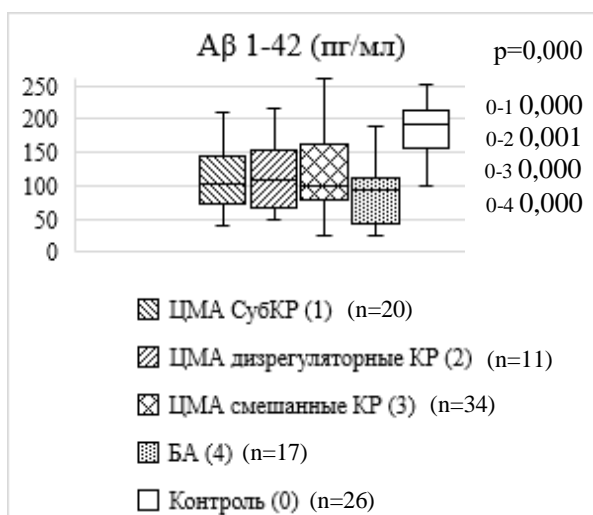 Аβ 1-42 (пг/мл)
p=0,000
250
200
150
100
50
0
0-1 0,000
0-2 0,001
0-3 0,000
0-4 0,000
ЦМА СубКР (1) (n=20)
ЦМА дизрегуляторные КР (2) (n=11)
ЦМА смешанные КР (3) (n=34)
БА (4) (n=17)
Контроль (0) (n=26)